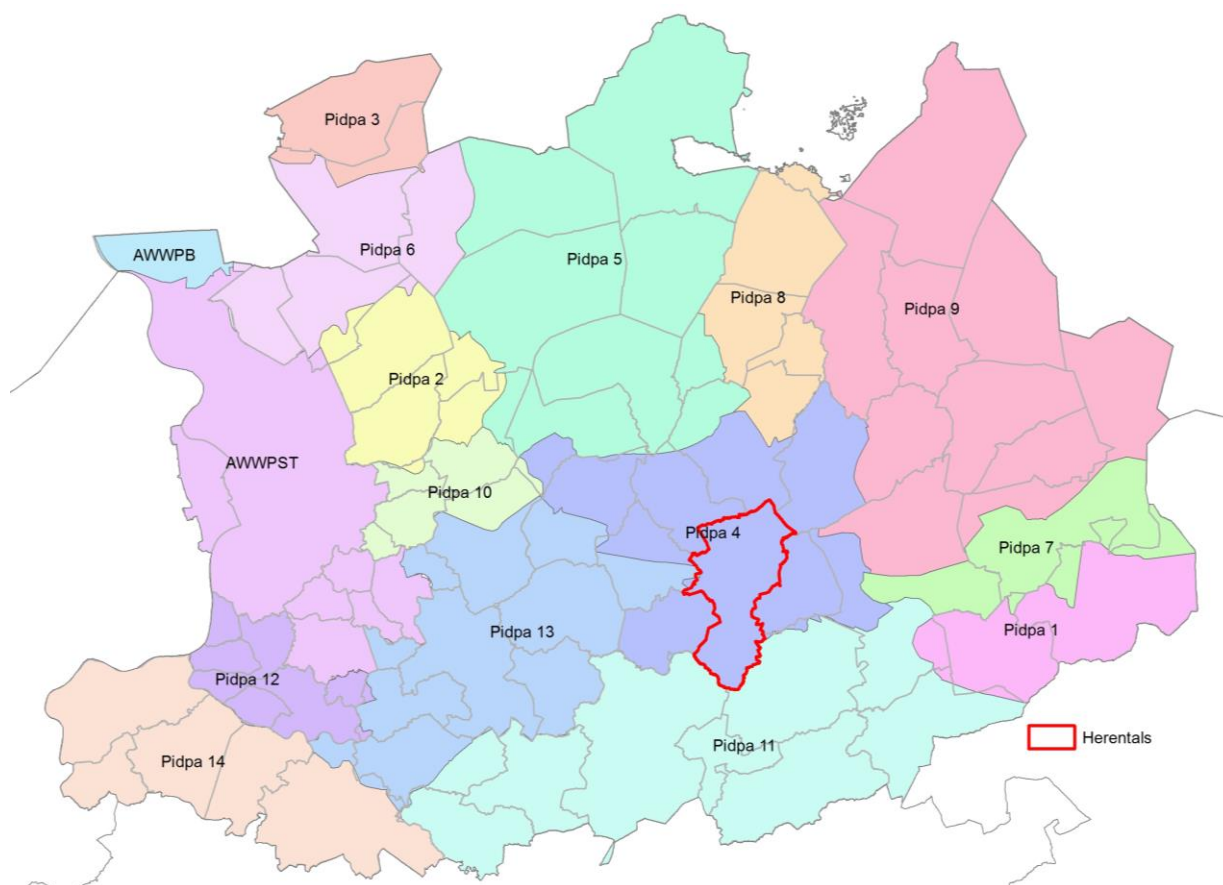 Pidpa 3
AWWPB
Pidpa 6
Pidpa 5
Pidpa 8
Pidpa 9
Pidpa 2
AWWPST
Pidpa 10
Pidpa 4
Pidpa 7
Pidpa 13
Pidpa 1
Pidpa 12
Herentals
Pidpa 11
Pidpa 14